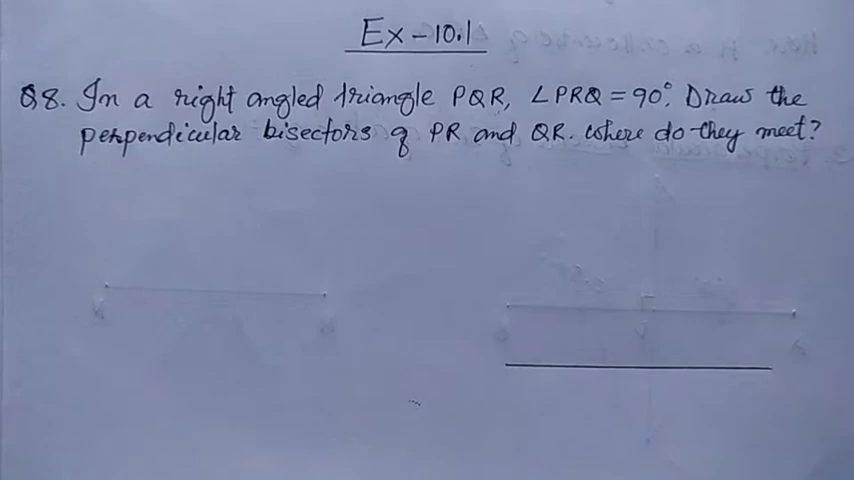 Ex-10.1
Q8. In a right angled triangle PQR, ∠PRQ = 90°. Draw the
perpendicular bisectors of PR and QR. Where do they meet?